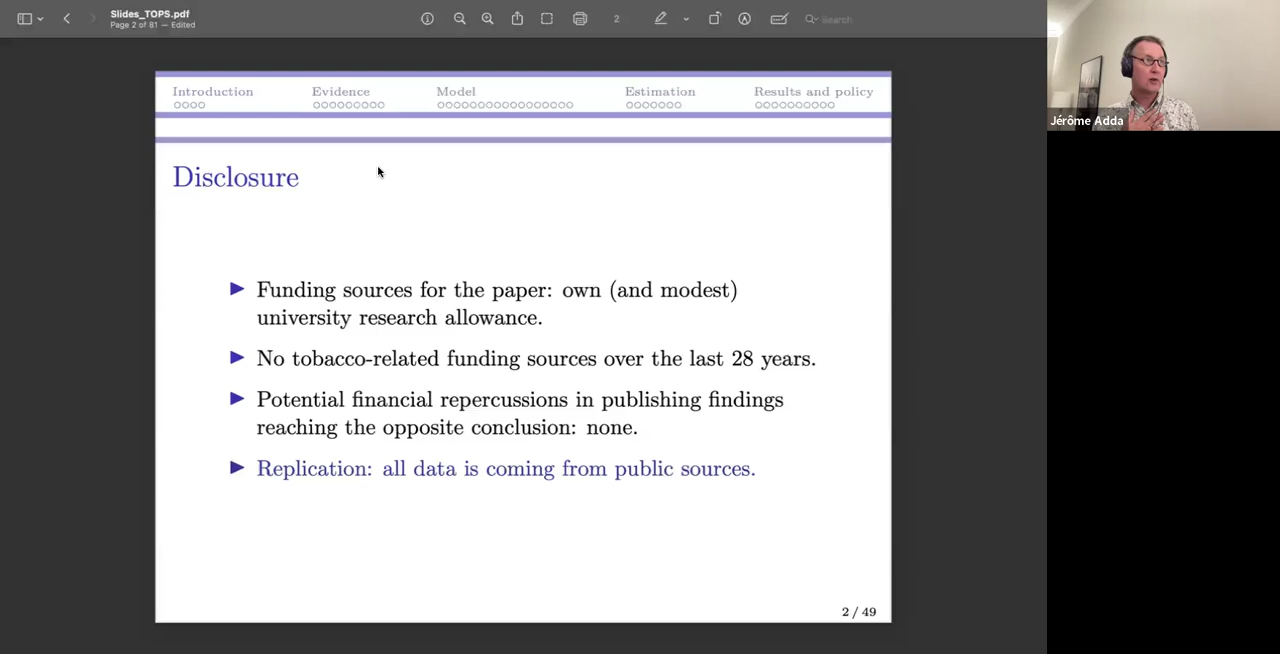 Slides_TOPS.pdf
Page 2 of 81 — Edited
2
Search
Jérôme Adda
Introduction
Evidence
Model
Estimation
Results and policy
Disclosure
Funding sources for the paper: own (and modest)
university research allowance.
No tobacco-related funding sources over the last 28 years.
Potential financial repercussions in publishing findings
reaching the opposite conclusion: none.
Replication: all data is coming from public sources.
2 / 49